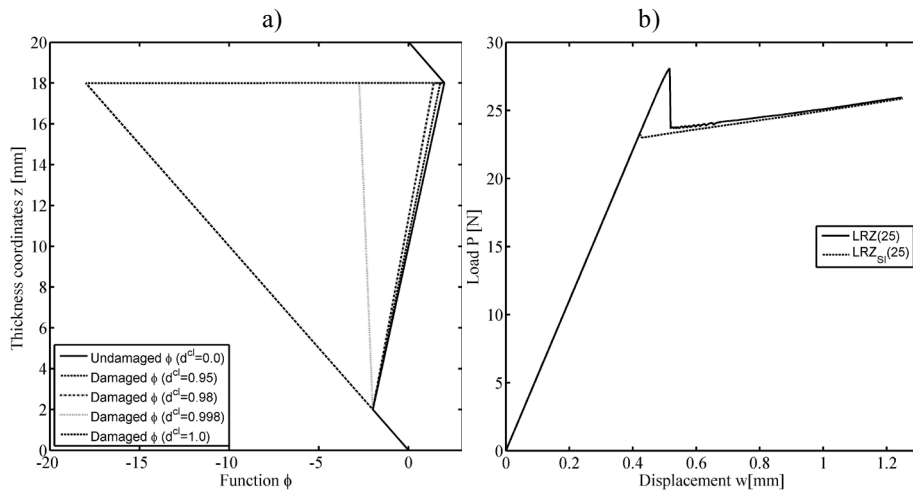 a)
b)
20
18
16
14
12
10
8
6
4
2
0
Thickness coordinates z [mm]
Undamaged ϕ (d^cl=0.0)
Damaged ϕ (d^cl=0.95)
Damaged ϕ (d^cl=0.98)
Damaged ϕ (d^cl=0.998)
Damaged ϕ (d^cl=1.0)
-20 -15 -10 -5 0
Function ϕ
30
25
20
15
10
5
0
Load P [N]
LRZ(25)
LRZ_SI(25)
0 0.2 0.4 0.6 0.8 1 1.2
Displacement w[mm]